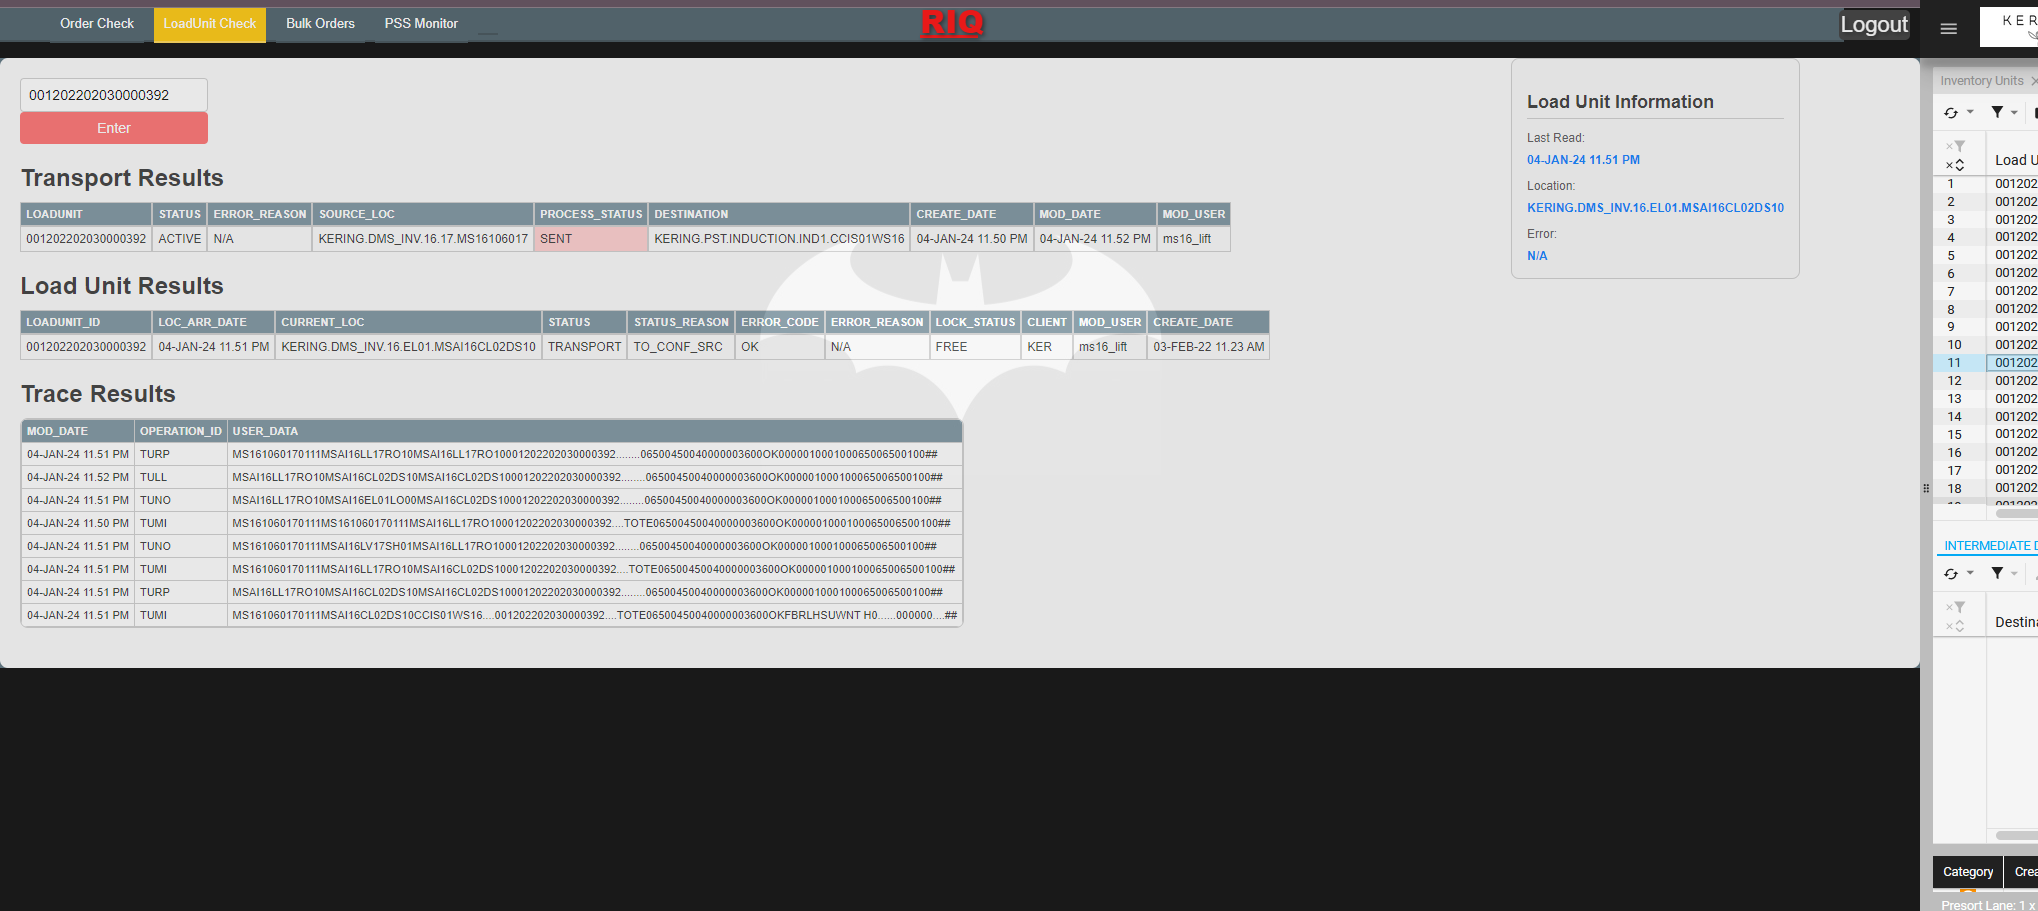 Order Check LoadUnit Check Bulk Orders PSS Monitor RIQ Logout
001202202030000392
Enter
Transport Results
LOADUNIT STATUS ERROR_REASON SOURCE_LOC PROCESS_STATUS DESTINATION CREATE_DATE MOD_DATE MOD_USER
001202202030000392 ACTIVE N/A KERING.DMS_INV.16.17.MS16106017 SENT KERING.PST.INDUCTION.IND1.CCIS01WS16 04-JAN-24 11.50 PM 04-JAN-24 11.52 PM ms16_lift
Load Unit Results
LOADUNIT_ID LOC_ARR_DATE CURRENT_LOC STATUS STATUS_REASON ERROR_CODE ERROR_REASON LOCK_STATUS CLIENT MOD_USER CREATE_DATE
001202202030000392 04-JAN-24 11.51 PM KERING.DMS_INV.16.EL01.MSAI16CL02DS10 TRANSPORT TO_CONF_SRC OK N/A FREE KER ms16_lift 03-FEB-22 11.23 AM
Trace Results
MOD_DATE OPERATION_ID USER_DATA
04-JAN-24 11.51 PM TURP MS161060170111MSAI16LL17RO10MSAI16LL17RO10001202202030000392........06500450040000003600OK000001000100065006500100##
04-JAN-24 11.52 PM TULL MSAI16LL17RO10MSAI16CL02DS10MSAI16CL02DS10001202202030000392........06500450040000003600OK000001000100065006500100##
04-JAN-24 11.51 PM TUNO MSAI16LL17RO10MSAI16EL01LO00MSAI16CL02DS10001202202030000392........06500450040000003600OK000001000100065006500100##
04-JAN-24 11.50 PM TUMI MS161060170111MS161060170111MSAI16LL17RO10001202202030000392....TOTE06500450040000003600OK000001000100065006500100##
04-JAN-24 11.51 PM TUNO MS161060170111MSAI16LV17SH01MSAI16LL17RO10001202202030000392........06500450040000003600OK000001000100065006500100##
04-JAN-24 11.51 PM TUMI MS161060170111MSAI16LL17RO10MSAI16CL02DS10001202202030000392....TOTE06500450040000003600OK000001000100065006500100##
04-JAN-24 11.51 PM TURP MSAI16LL17RO10MSAI16CL02DS10MSAI16CL02DS10001202202030000392........06500450040000003600OK000001000100065006500100##
04-JAN-24 11.51 PM TUMI MS161060170111MSAI16CL02DS10CCIS01WS16....001202202030000392....TOTE06500450040000003600OKFBRLHSUWNT H0......000000....##
Load Unit Information
Last Read:
04-JAN-24 11.51 PM
Location:
KERING.DMS_INV.16.EL01.MSAI16CL02DS10
Error:
N/A
KER
Inventory Units
Load U
1 001202
2 001202
3 001202
4 001202
5 001202
6 001202
7 001202
8 001202
9 001202
10 001202
11 001202
12 001202
13 001202
14 001202
15 001202
16 001202
17 001202
18 001202
INTERMEDIATE D
Destina
Category Crea
Presort Lane: 1 x